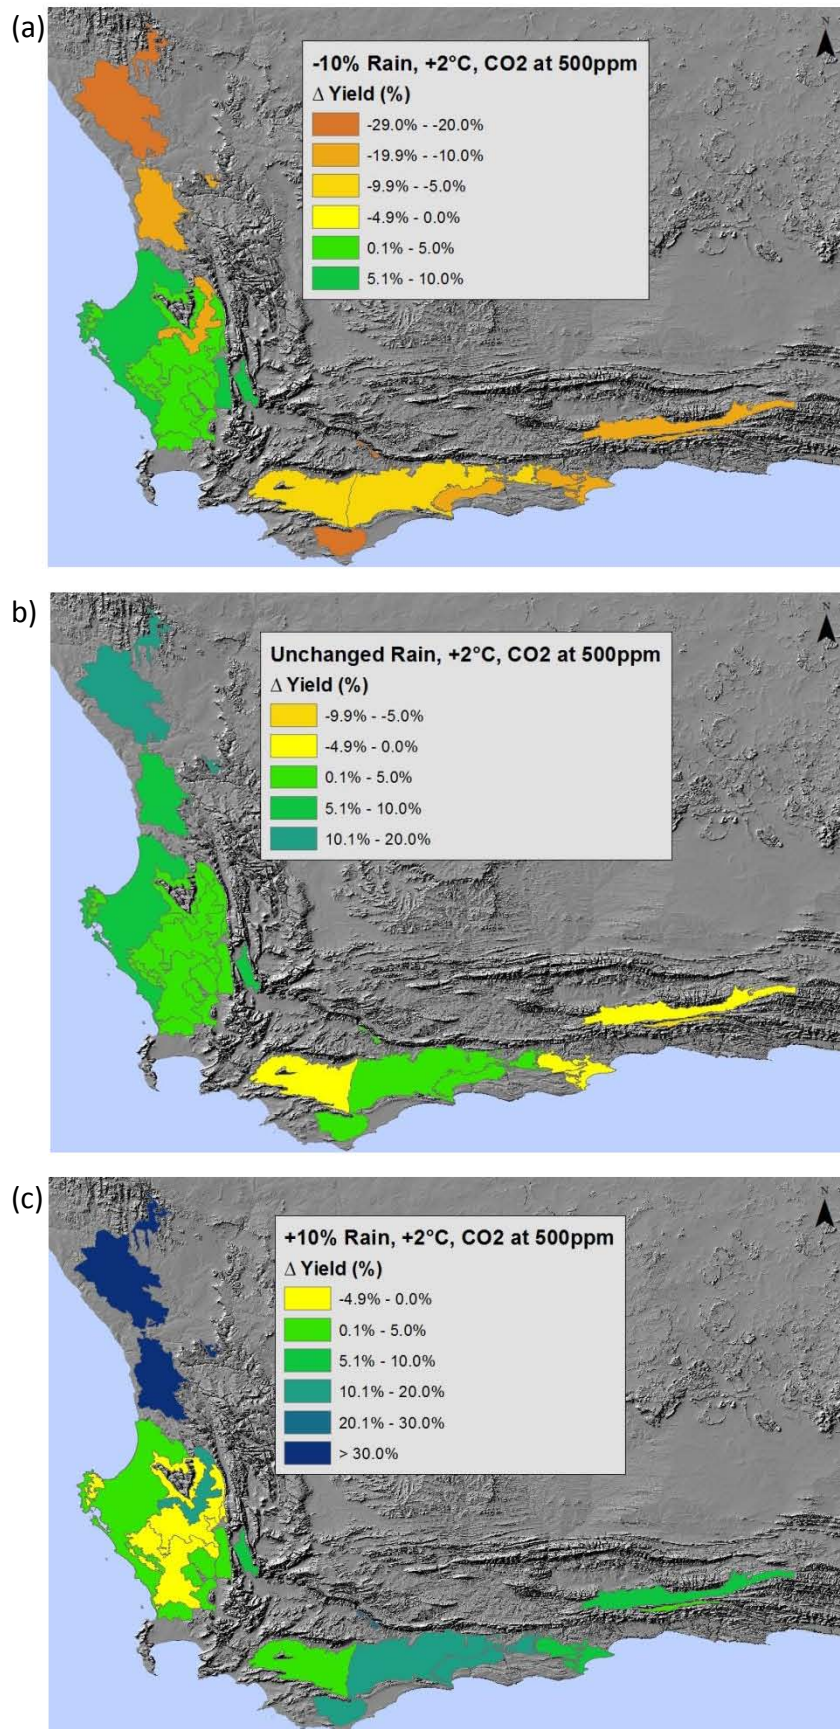 (a)
N
-10% Rain, +2°C, CO2 at 500ppm
Δ Yield (%)
-29.0% - -20.0%
-19.9% - -10.0%
-9.9% - -5.0%
-4.9% - 0.0%
0.1% - 5.0%
5.1% - 10.0%
b)
N
Unchanged Rain, +2°C, CO2 at 500ppm
Δ Yield (%)
-9.9% - -5.0%
-4.9% - 0.0%
0.1% - 5.0%
5.1% - 10.0%
10.1% - 20.0%
(c)
N
+10% Rain, +2°C, CO2 at 500ppm
Δ Yield (%)
-4.9% - 0.0%
0.1% - 5.0%
5.1% - 10.0%
10.1% - 20.0%
20.1% - 30.0%
> 30.0%